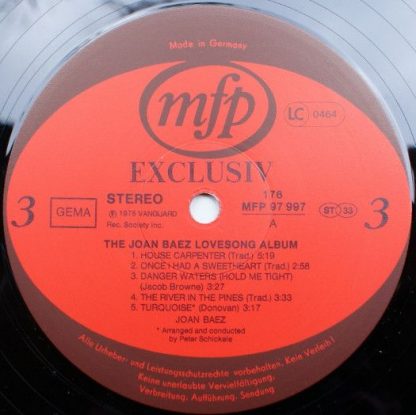 Made in Germany
mfp
LC 0464
EXCLUSIV
3
GEMA
STEREO
℗ 1975 VANGUARD
Rec. Society Inc.
176
MFP 97 997
A
ST 33
3
THE JOAN BAEZ LOVESONG ALBUM
1. HOUSE CARPENTER (Trad.) 5:19
2. ONCE I HAD A SWEETHEART (Trad.) 2:58
3. DANGER WATERS (HOLD ME TIGHT)
(Jacob Browne) 2:31
4. THE RIVER IN THE PINES (Trad.) 3:33
5. TURQUOISE* (Donovan) 3:17
JOAN BAEZ
* Arranged and conducted
by Peter Schickele
Alle Urheber- und Leistungsschutzrechte vorbehalten. Kein Verleih!
Keine unerlaubte Vervielfältigung,
Verbreitung, Aufführung, Sendung